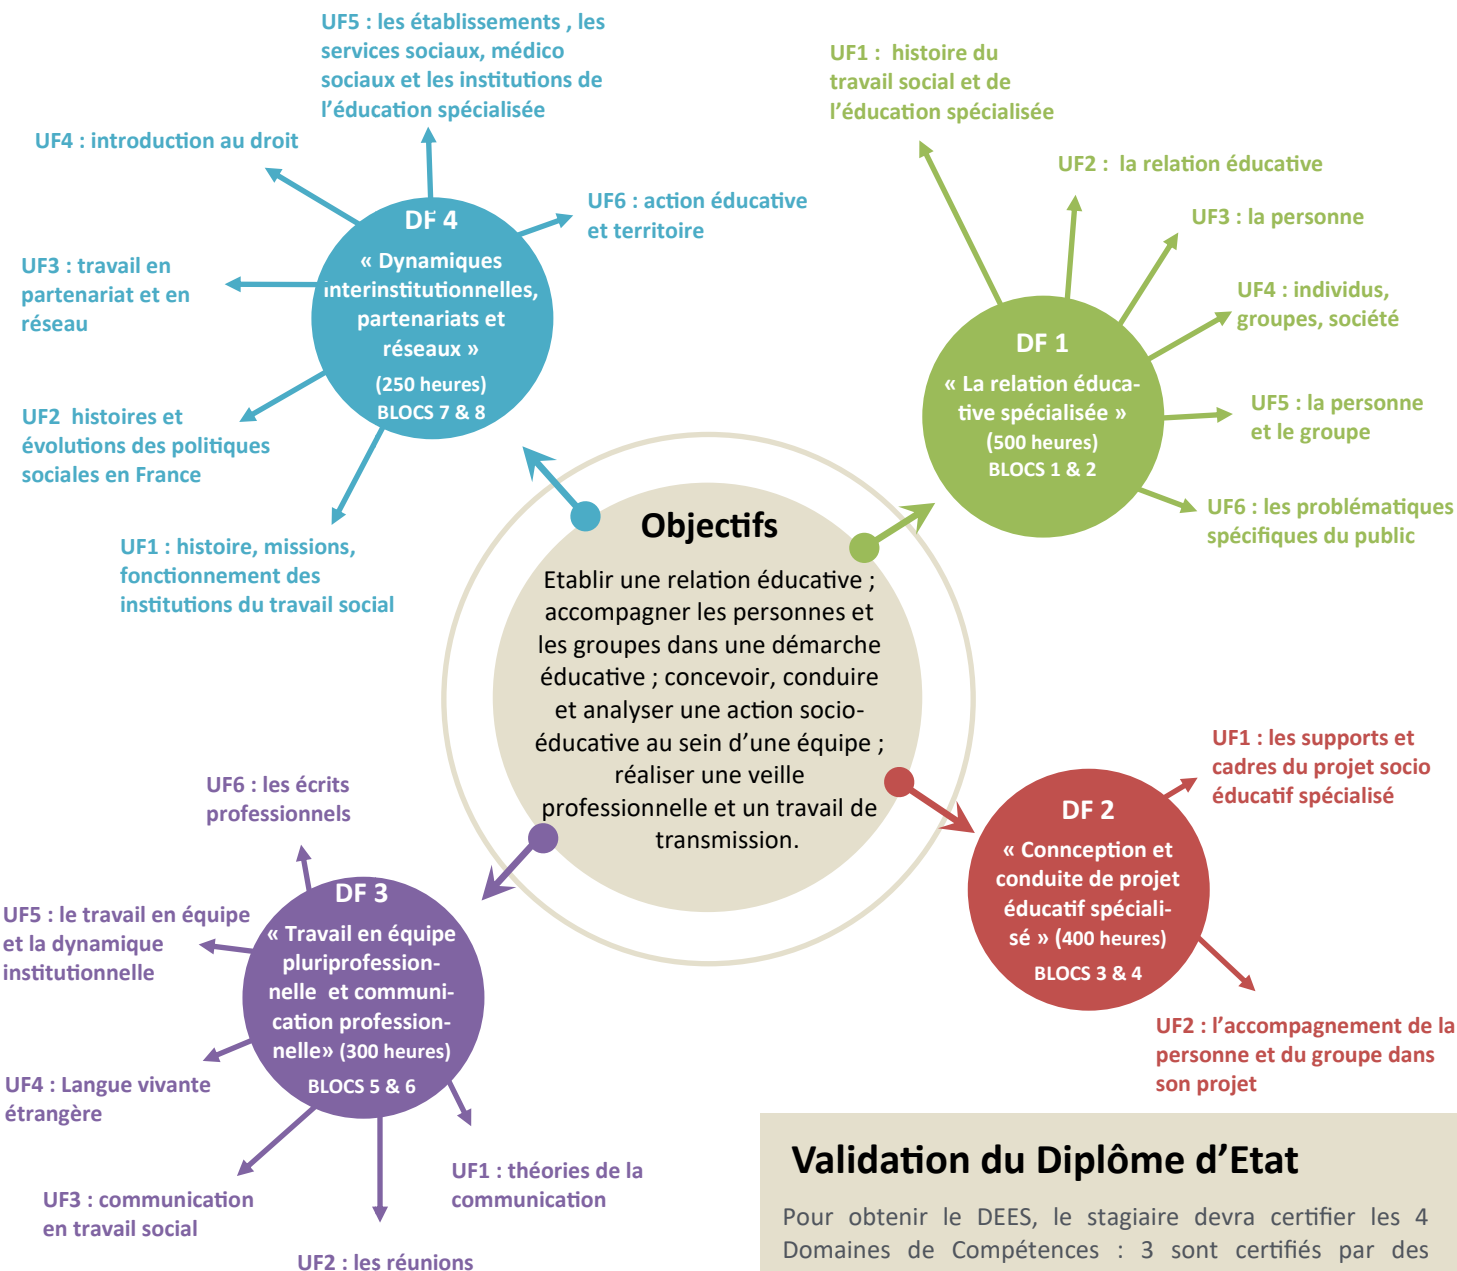 UF5 : les établissements , les
services sociaux, médico
sociaux et les institutions de
l’éducation spécialisée
UF4 : introduction au droit
UF6 : action éducative
et territoire
UF3 : travail en
partenariat et en
réseau
DF 4
« Dynamiques
interinstitutionnelles,
partenariats et
réseaux »
(250 heures)
BLOCS 7 & 8
UF2 histoires et
évolutions des politiques
sociales en France
UF1 : histoire, missions,
fonctionnement des
institutions du travail social
UF1 : histoire du
travail social et de
l’éducation spécialisée
UF2 : la relation éducative
UF3 : la personne
UF4 : individus,
groupes, société
DF 1
« La relation éduca-
tive spécialisée »
(500 heures)
BLOCS 1 & 2
UF5 : la personne
et le groupe
UF6 : les problématiques
spécifiques du public
Objectifs
Etablir une relation éducative ;
accompagner les personnes et
les groupes dans une démarche
éducative ; concevoir, conduire
et analyser une action socio-
éducative au sein d’une équipe ;
réaliser une veille
professionnelle et un travail de
transmission.
UF1 : les supports et
cadres du projet socio
éducatif spécialisé
DF 2
« Connception et
conduite de projet
éducatif spéciali-
sé » (400 heures)
BLOCS 3 & 4
UF2 : l’accompagnement de la
personne et du groupe dans
son projet
UF6 : les écrits
professionnels
UF5 : le travail en équipe
et la dynamique
institutionnelle
DF 3
« Travail en équipe
pluriprofession-
nelle et communi-
cation profession-
nelle» (300 heures)
BLOCS 5 & 6
UF4 : Langue vivante
étrangère
UF3 : communication
en travail social
UF2 : les réunions
UF1 : théories de la
communication
Validation du Diplôme d’Etat
Pour obtenir le DEES, le stagiaire devra certifier les 4
Domaines de Compétences : 3 sont certifiés par des